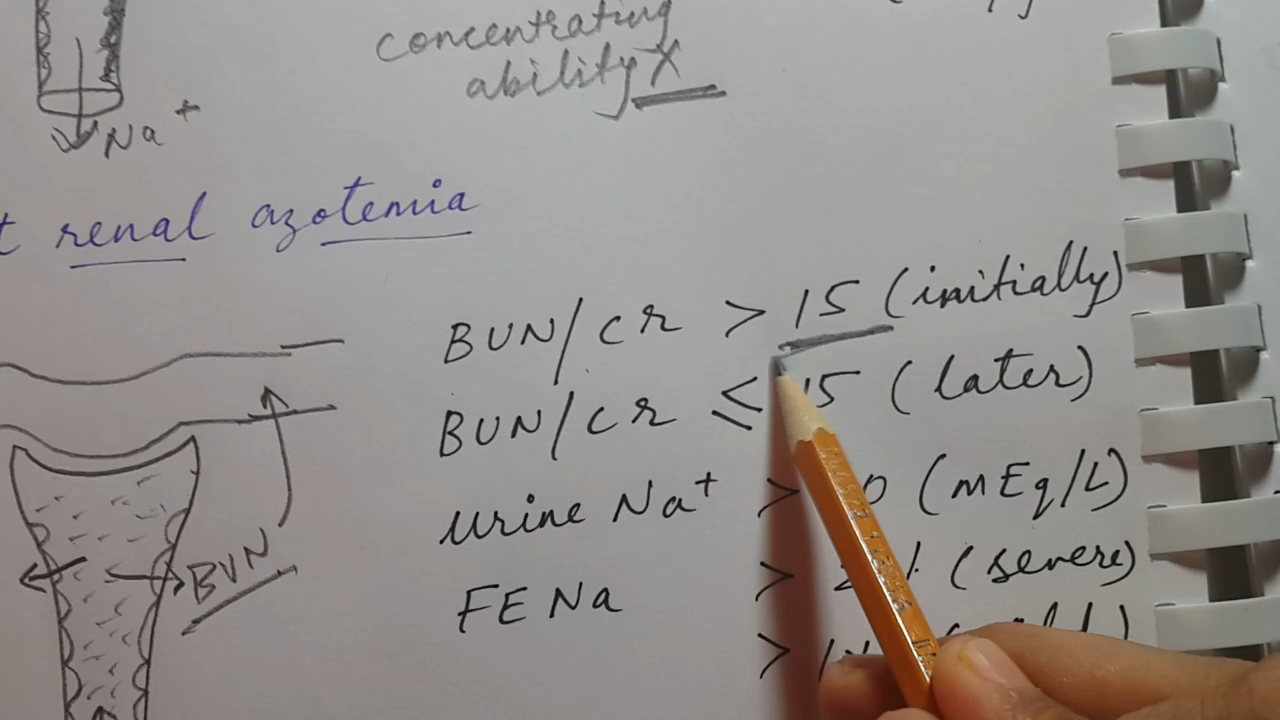 concentrating
ability X
Na+
renal azotemia
BUN/cr > 15 (initially)
BUN/cr ≤ 15 (later)
urine Na+ > 0 (mEq/L)
BUN
FENa > % (severe)
>